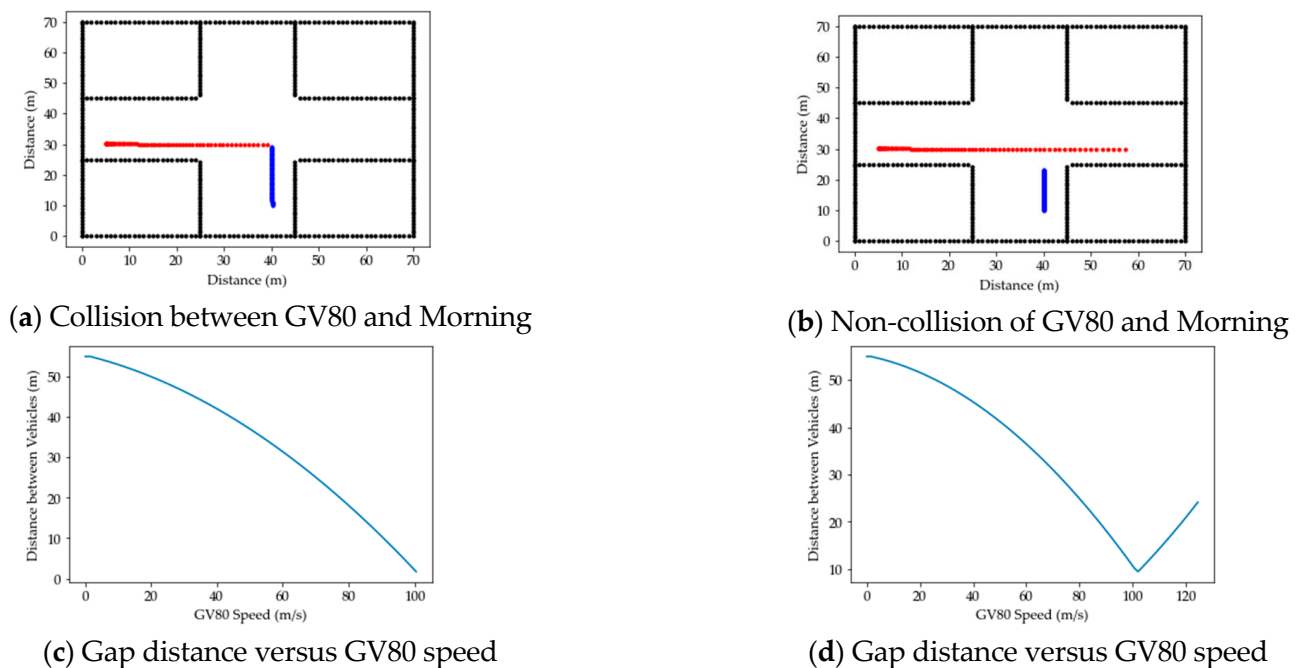 70
60
50
40
30
20
10
0
Distance (m)
0 10 20 30 40 50 60 70
Distance (m)
(a) Collision between GV80 and Morning
70
60
50
40
30
20
10
0
Distance (m)
0 10 20 30 40 50 60 70
Distance (m)
(b) Non-collision of GV80 and Morning
50
40
30
20
10
0
Distance between Vehicles (m)
0 20 40 60 80 100
GV80 Speed (m/s)
(c) Gap distance versus GV80 speed
50
40
30
20
10
Distance between Vehicles (m)
0 20 40 60 80 100 120
GV80 Speed (m/s)
(d) Gap distance versus GV80 speed